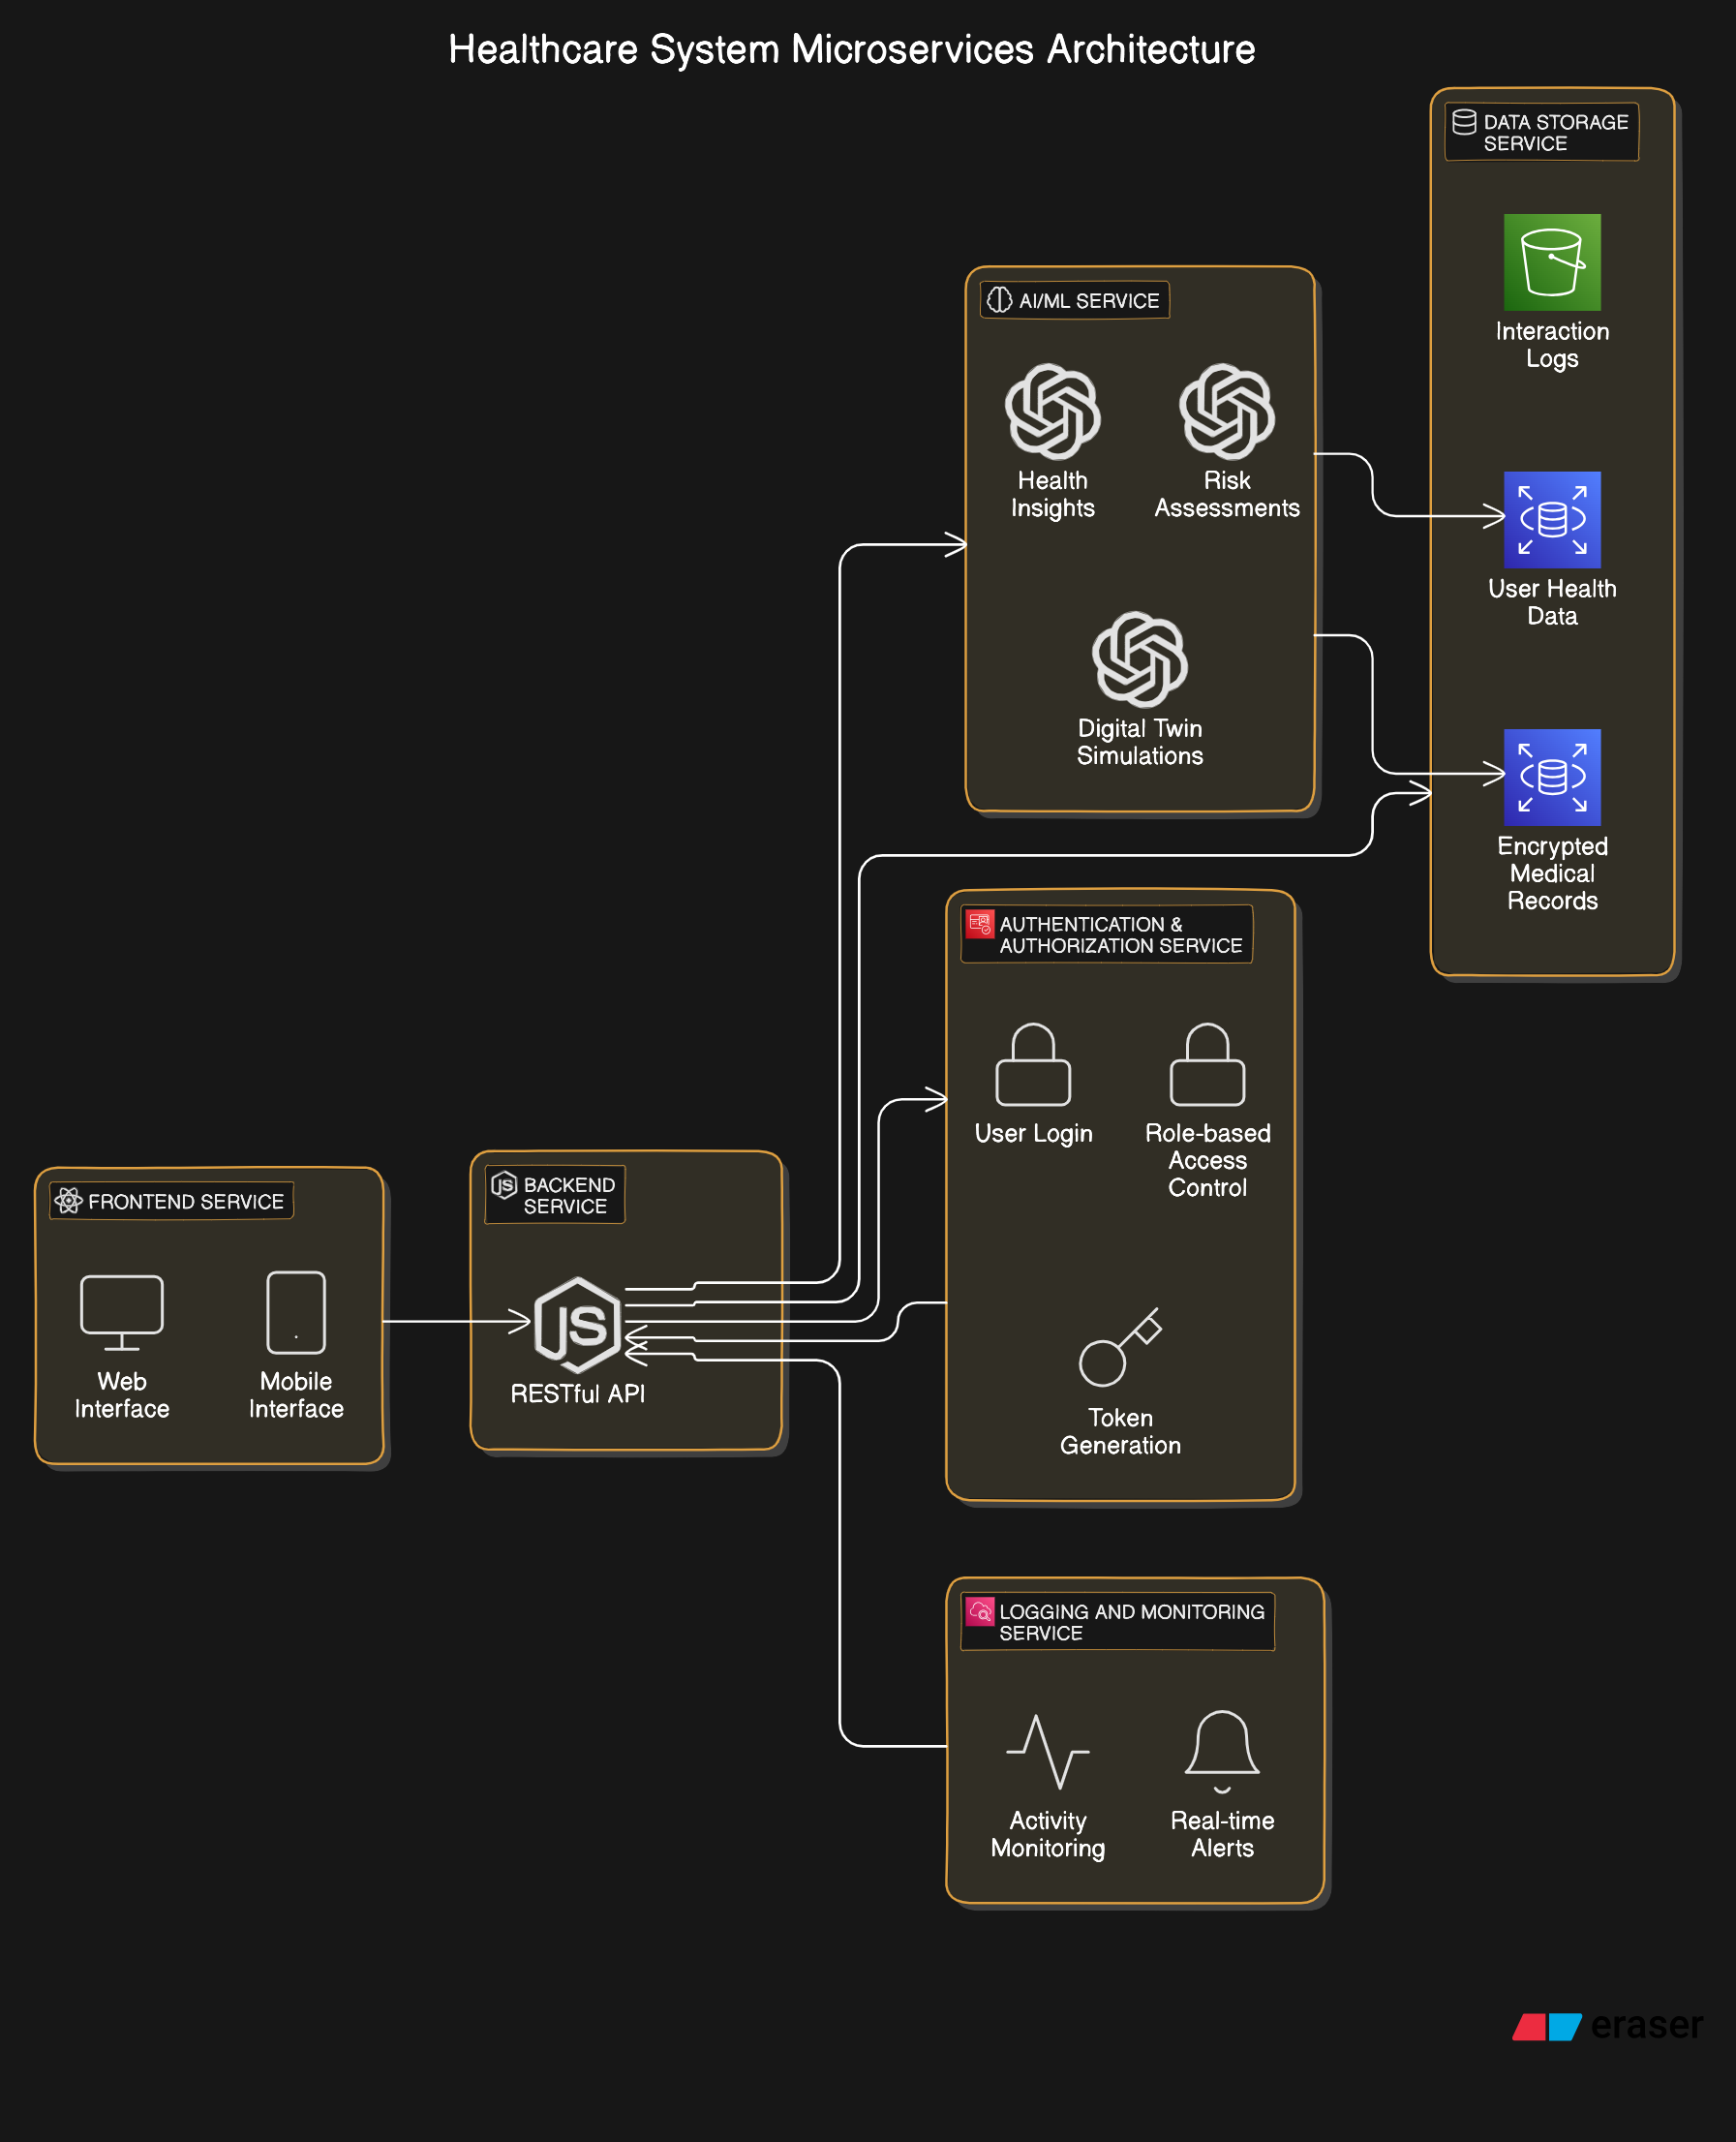 Healthcare System Microservices Architecture
DATA STORAGE
SERVICE
Interaction
Logs
User Health
Data
Encrypted
Medical
Records
AI/ML SERVICE
Health
Insights
Risk
Assessments
Digital Twin
Simulations
AUTHENTICATION &
AUTHORIZATION SERVICE
User Login
Role-based
Access
Control
Token
Generation
FRONTEND SERVICE
Web
Interface
Mobile
Interface
JS
BACKEND
SERVICE
JS
RESTful API
LOGGING AND MONITORING
SERVICE
Activity
Monitoring
Real-time
Alerts
eraser